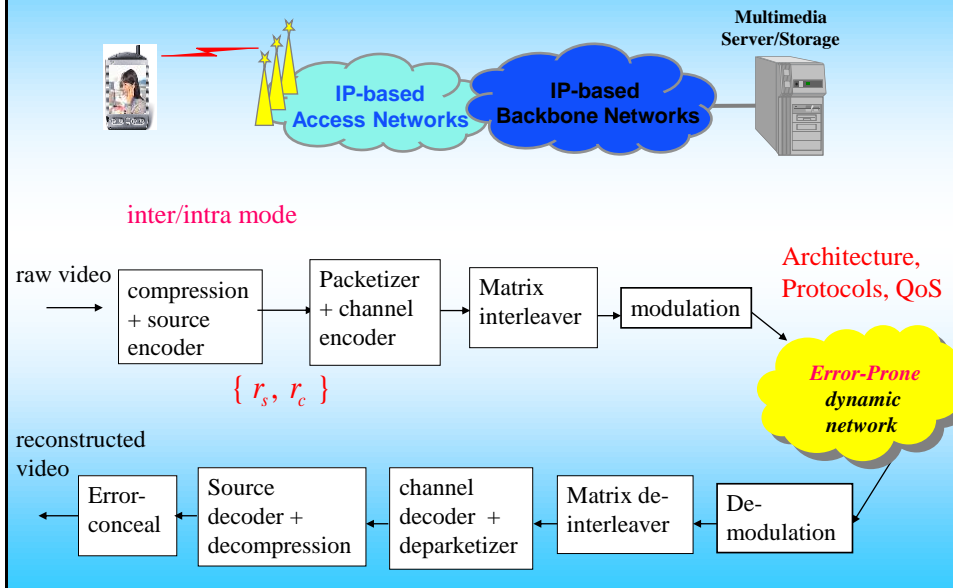 Multimedia
Server/Storage
IP-based
Access Networks
IP-based
Backbone Networks
inter/intra mode
raw video
compression
+ source
encoder
Packetizer
+ channel
encoder
Matrix
interleaver
modulation
Architecture,
Protocols, QoS
{ rs, rc }
Error-Prone
dynamic
network
reconstructed
video
Error-
conceal
Source
decoder +
decompression
channel
decoder +
deparketizer
Matrix de-
interleaver
De-
modulation